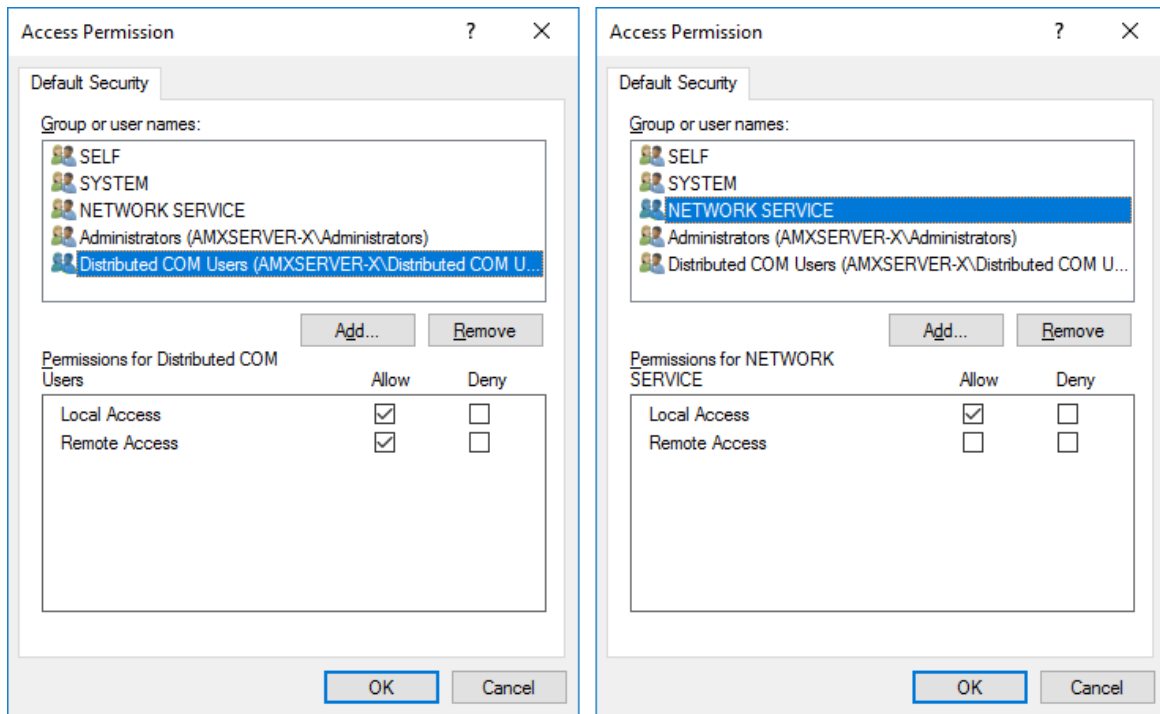 Access Permission ?
Default Security
Group or user names:
SELF
SYSTEM
NETWORK SERVICE
Administrators (AMXSERVER-X\Administrators)
Distributed COM Users (AMXSERVER-X\Distributed COM U...
Add... Remove
Permissions for Distributed COM
Users Allow Deny
Local Access
Remote Access
OK Cancel
Access Permission ?
Default Security
Group or user names:
SELF
SYSTEM
NETWORK SERVICE
Administrators (AMXSERVER-X\Administrators)
Distributed COM Users (AMXSERVER-X\Distributed COM U...
Add... Remove
Permissions for NETWORK
SERVICE Allow Deny
Local Access
Remote Access
OK Cancel